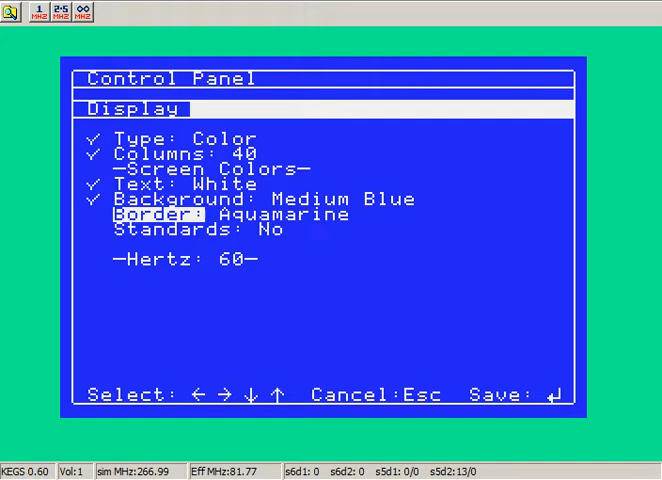 1 MHZ 2·5 MHZ ∞ MHZ
Control Panel
Display
✓ Type: Color
✓ Columns: 40
—Screen Colors—
✓ Text: White
✓ Background: Medium Blue
Border: Aquamarine
Standards: No
—Hertz: 60—
Select: ← → ↓ ↑ Cancel:Esc Save: ↵
KEGS 0.60 Vol:1 sim MHz:266.99 Eff MHz:81.77 s6d1: 0 s6d2: 0 s5d1: 0/0 s5d2:13/0